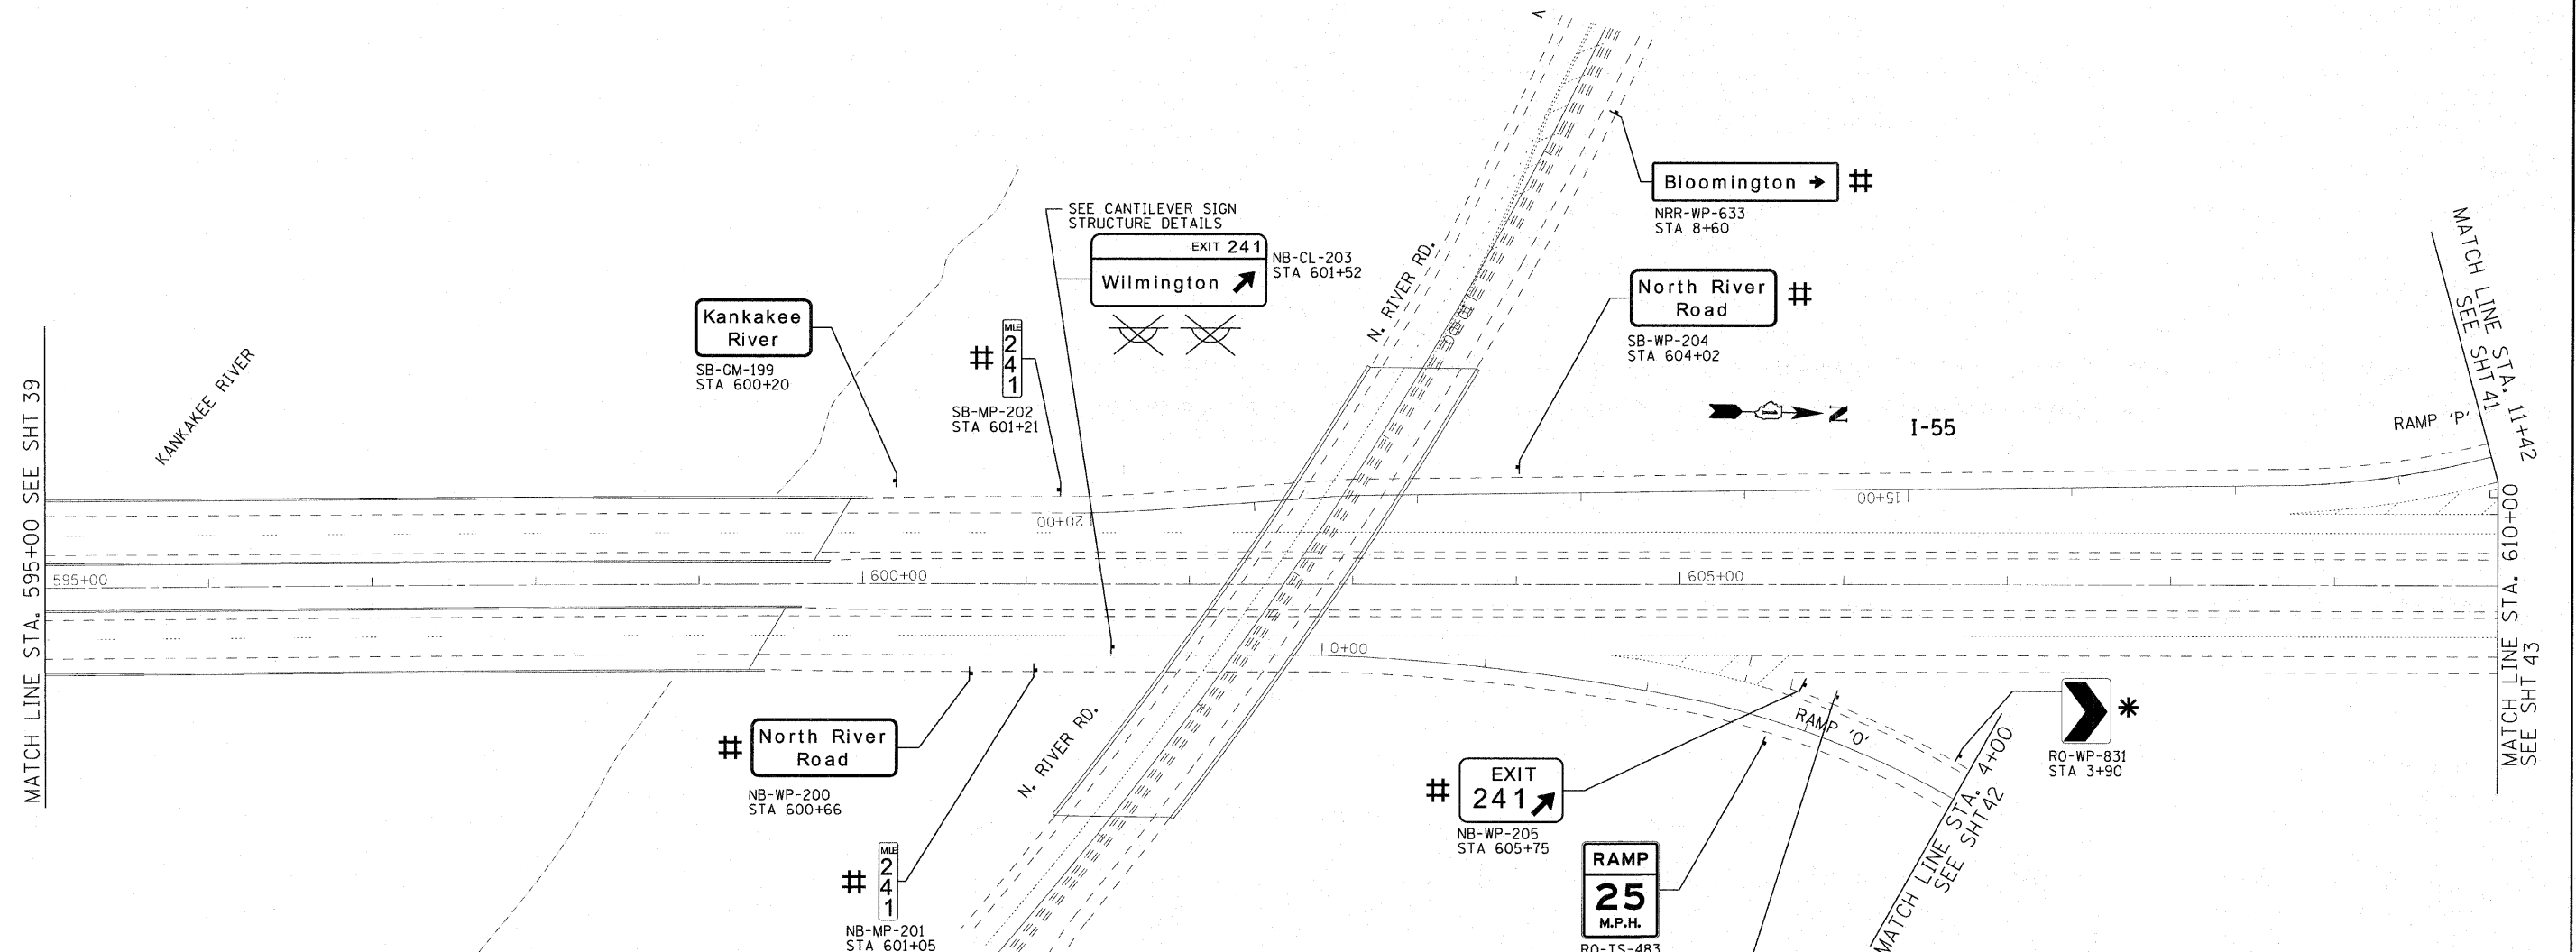 MATCH LINE STA. 595+00 SEE SHT 39
KANKAKEE RIVER
Kankakee
River
SB-GM-199
STA 600+20
#
MILE
2
4
1
SB-MP-202
STA 601+21
SEE CANTILEVER SIGN
STRUCTURE DETAILS
EXIT 241
Wilmington
NB-CL-203
STA 601+52
N. RIVER RD.
Bloomington
#
NRR-WP-633
STA 8+60
North River
Road
#
SB-WP-204
STA 604+02
N
I-55
MATCH LINE STA. 11+42
SEE SHT 41
RAMP 'P'
20+00
15+00
595+00
600+00
605+00
0+00
MATCH LINE STA. 610+00
SEE SHT 43
#
North River
Road
NB-WP-200
STA 600+66
N. RIVER RD.
#
MILE
2
4
1
NB-MP-201
STA 601+05
#
EXIT
241
NB-WP-205
STA 605+75
RAMP 'O'
RAMP
25
M.P.H.
RO-TS-483
MATCH LINE STA. 4+00
SEE SHT 42
*
RO-WP-831
STA 3+90